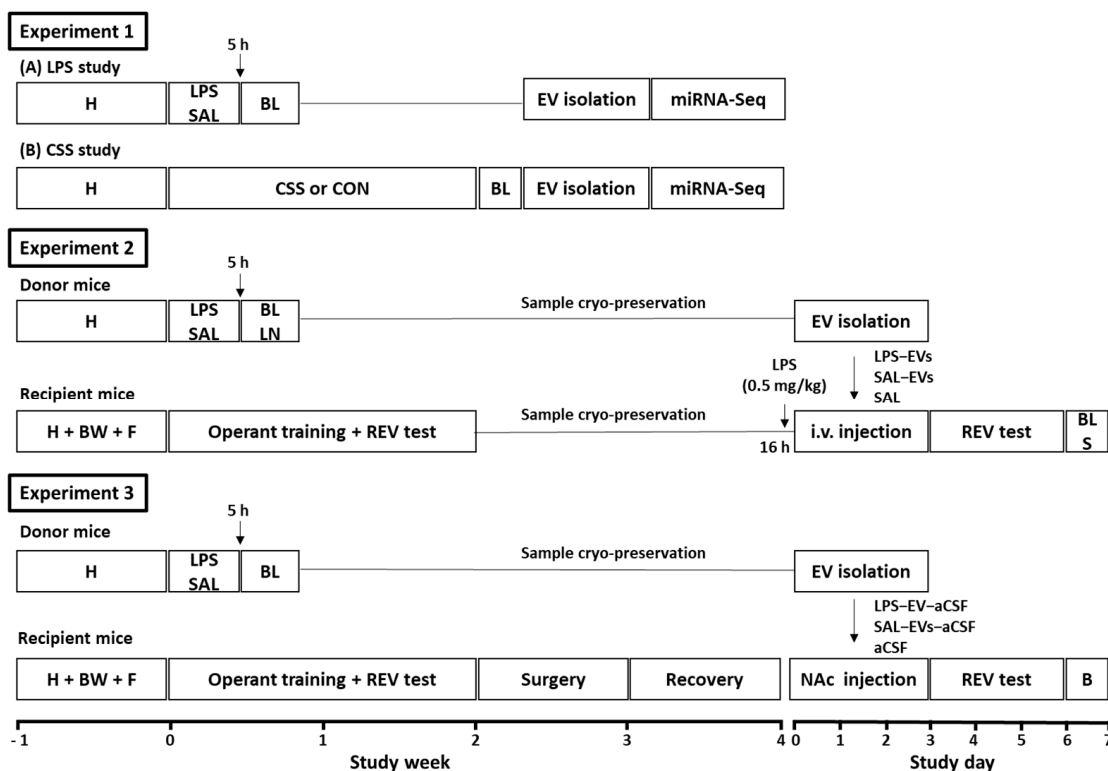 Experiment 1
(A) LPS study
5 h
H
LPS
SAL
BL
EV isolation
miRNA-Seq
(B) CSS study
H
CSS or CON
BL
EV isolation
miRNA-Seq
Experiment 2
Donor mice
5 h
H
LPS
SAL
BL
LN
Sample cryo-preservation
EV isolation
LPS
(0.5 mg/kg)
LPS–EVs
SAL–EVs
SAL
Recipient mice
H + BW + F
Operant training + REV test
Sample cryo-preservation
16 h
i.v. injection
REV test
BL
S
Experiment 3
Donor mice
5 h
H
LPS
SAL
BL
Sample cryo-preservation
EV isolation
LPS–EV–aCSF
SAL–EVs–aCSF
aCSF
Recipient mice
H + BW + F
Operant training + REV test
Surgery
Recovery
NAc injection
REV test
B
-1 0 1 2 3 4
Study week
0 1 2 3 4 5 6 7
Study day